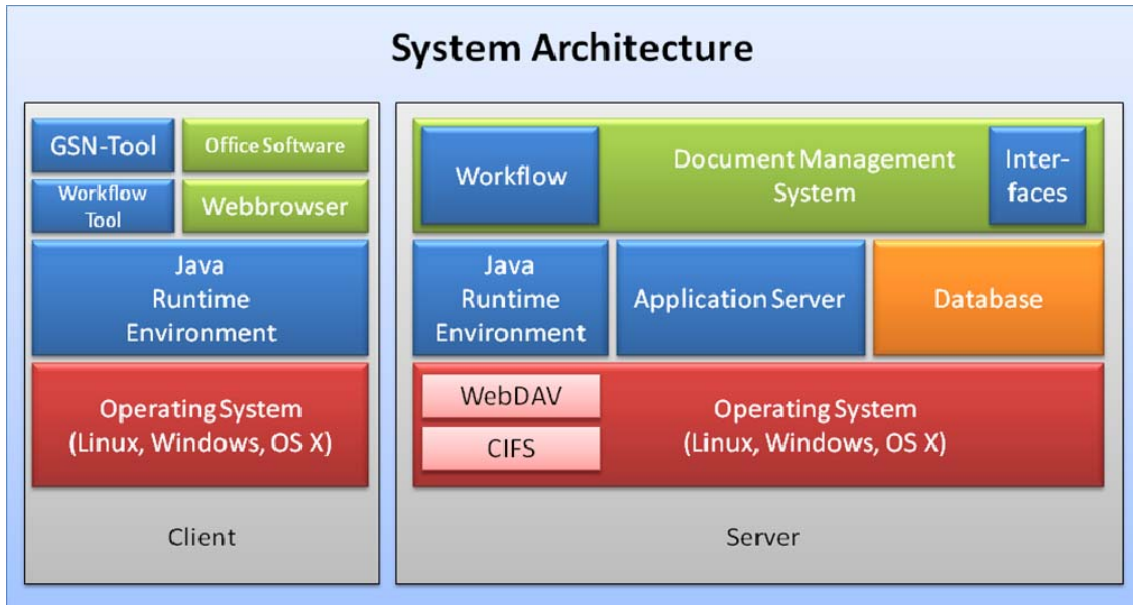 System Architecture
GSN-Tool
Office Software
Workflow
Tool
Webbrowser
Java
Runtime
Environment
Operating System
(Linux, Windows, OS X)
Client
Workflow
Document Management
System
Inter-
faces
Java
Runtime
Environment
Application Server
Database
WebDAV
CIFS
Operating System
(Linux, Windows, OS X)
Server